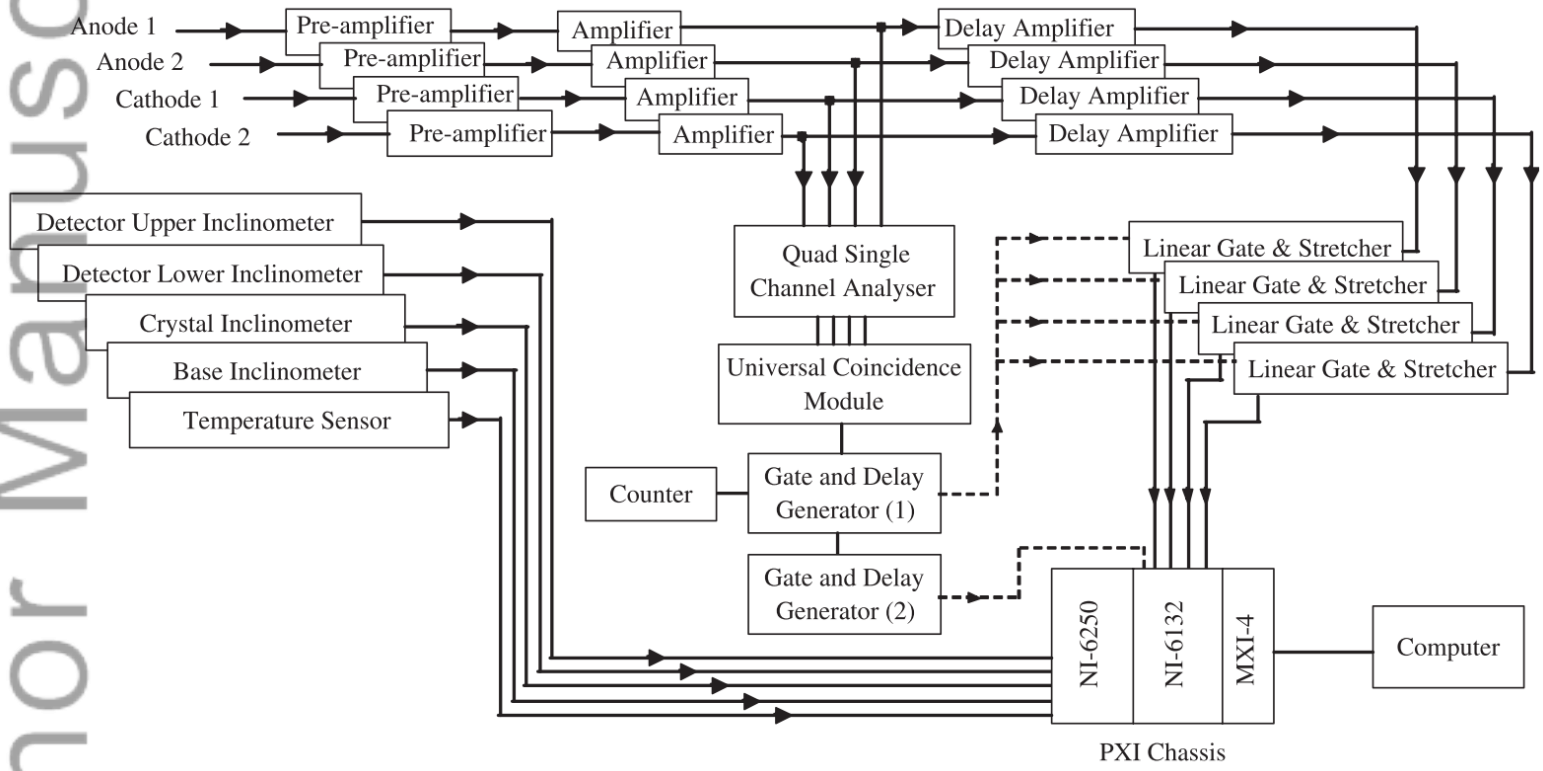 Anode 1
Pre-amplifier
Amplifier
Delay Amplifier
Anode 2
Pre-amplifier
Amplifier
Delay Amplifier
Cathode 1
Pre-amplifier
Amplifier
Delay Amplifier
Cathode 2
Pre-amplifier
Amplifier
Delay Amplifier
Detector Upper Inclinometer
Detector Lower Inclinometer
Crystal Inclinometer
Base Inclinometer
Temperature Sensor
Quad Single
Channel Analyser
Universal Coincidence
Module
Counter
Gate and Delay
Generator (1)
Gate and Delay
Generator (2)
Linear Gate & Stretcher
Linear Gate & Stretcher
Linear Gate & Stretcher
Linear Gate & Stretcher
NI-6250
NI-6132
MXI-4
Computer
PXI Chassis